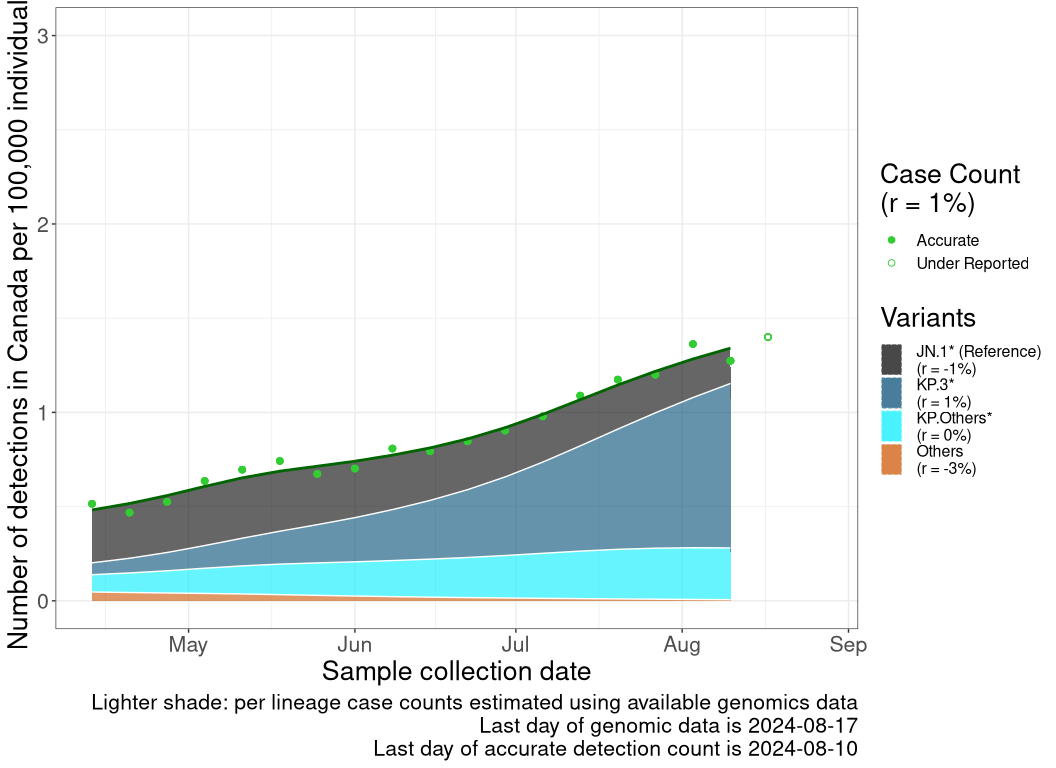 Number of detections in Canada per 100,000 individual
3
2
1
0
May
Jun
Jul
Aug
Sep
Sample collection date
Lighter shade: per lineage case counts estimated using available genomics data
Last day of genomic data is 2024-08-17
Last day of accurate detection count is 2024-08-10
Case Count
(r = 1%)
Accurate
Under Reported
Variants
JN.1* (Reference)
(r = -1%)
KP.3*
(r = 1%)
KP.Others*
(r = 0%)
Others
(r = -3%)